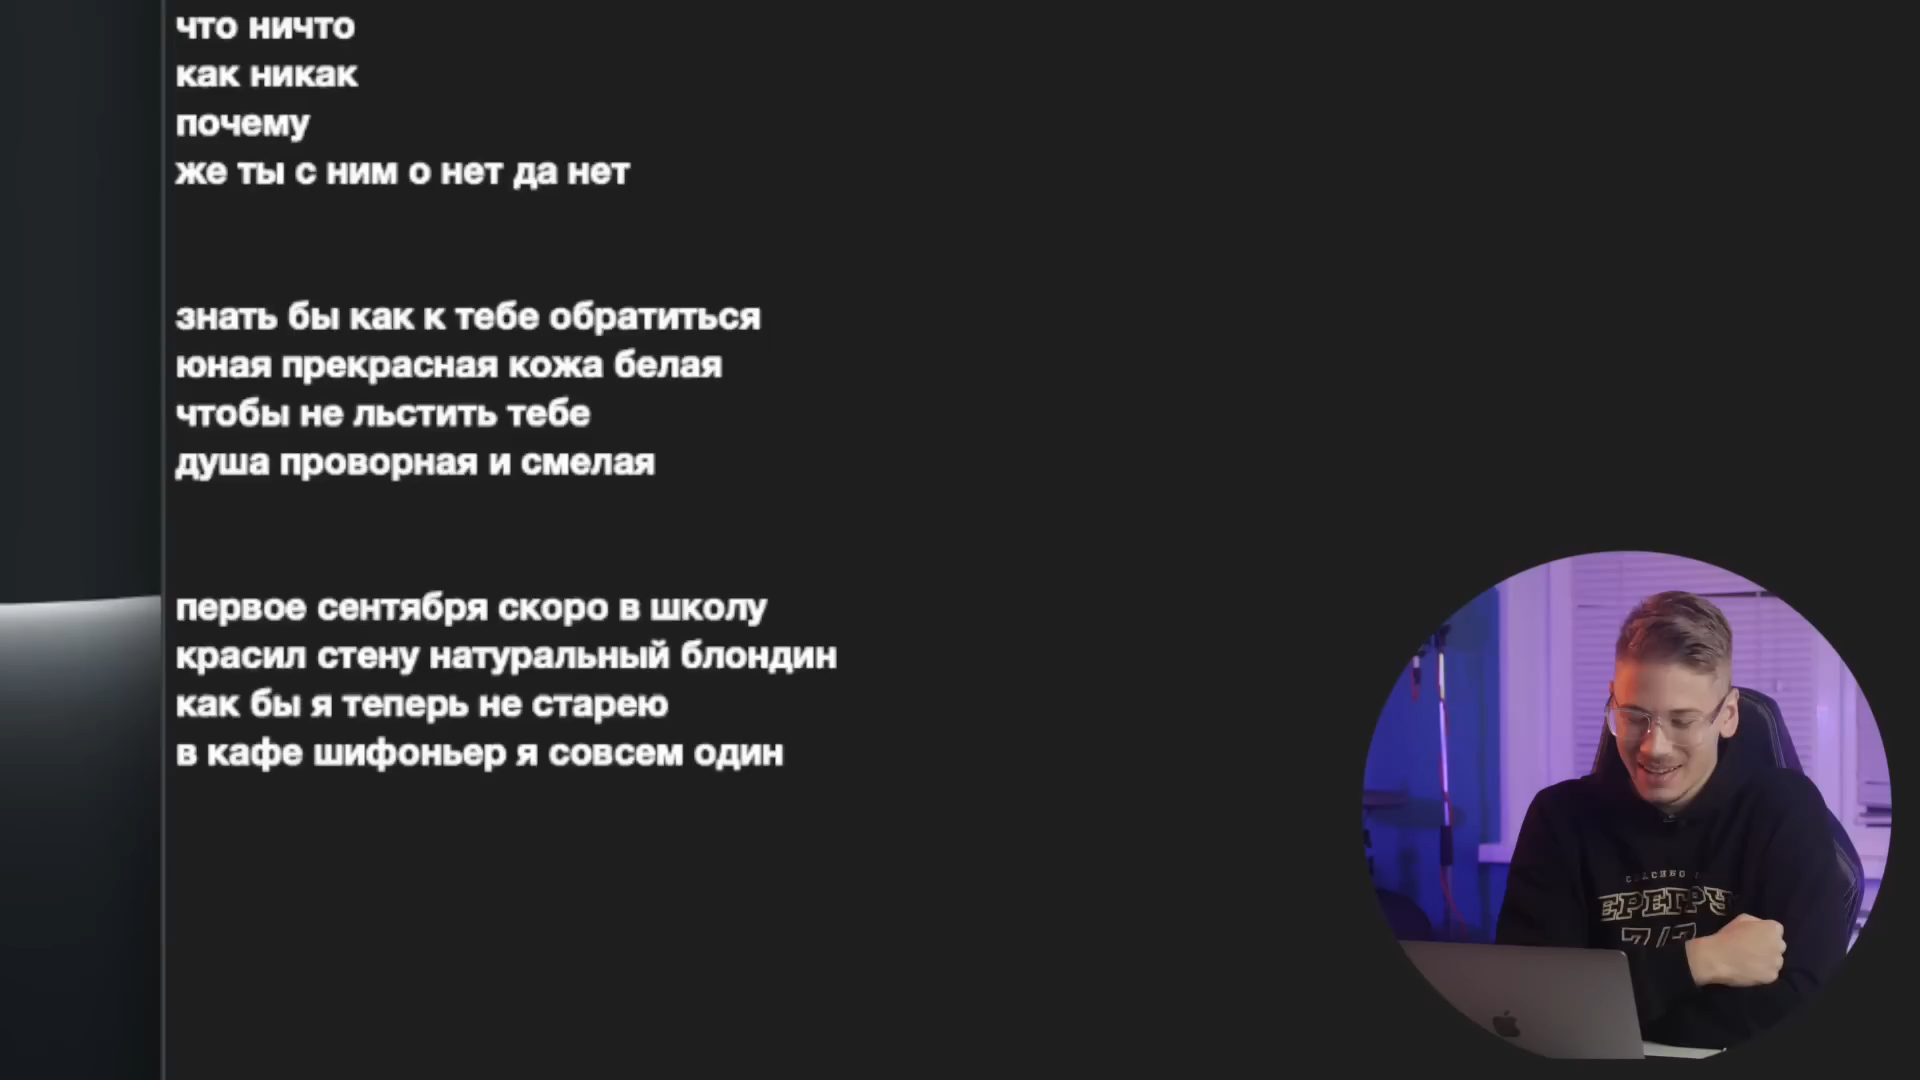 что ничто
как никак
почему
же ты с ним о нет да нет
знать бы как к тебе обратиться
юная прекрасная кожа белая
чтобы не льстить тебе
душа проворная и смелая
первое сентября скоро в школу
красил стену натуральный блондин
как бы я теперь не старею
в кафе шифоньер я совсем один
ЕРЕГРУ